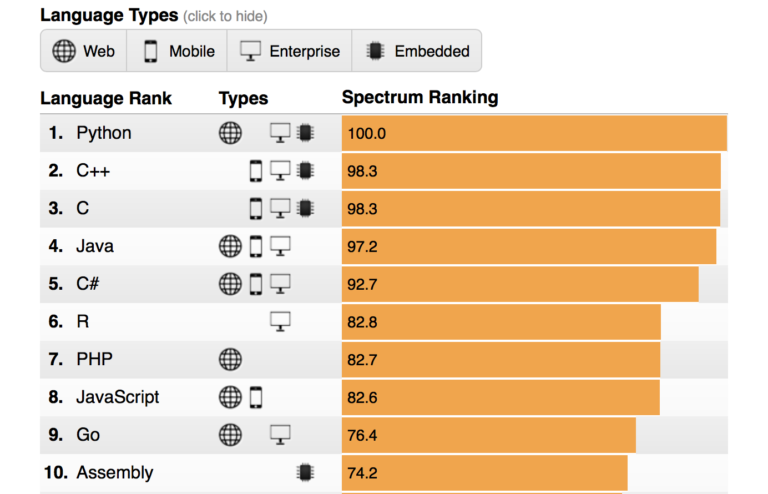 Language Types (click to hide)
Web Mobile Enterprise Embedded
Language Rank Types Spectrum Ranking
1. Python 100.0
2. C++ 98.3
3. C 98.3
4. Java 97.2
5. C# 92.7
6. R 82.8
7. PHP 82.7
8. JavaScript 82.6
9. Go 76.4
10. Assembly 74.2